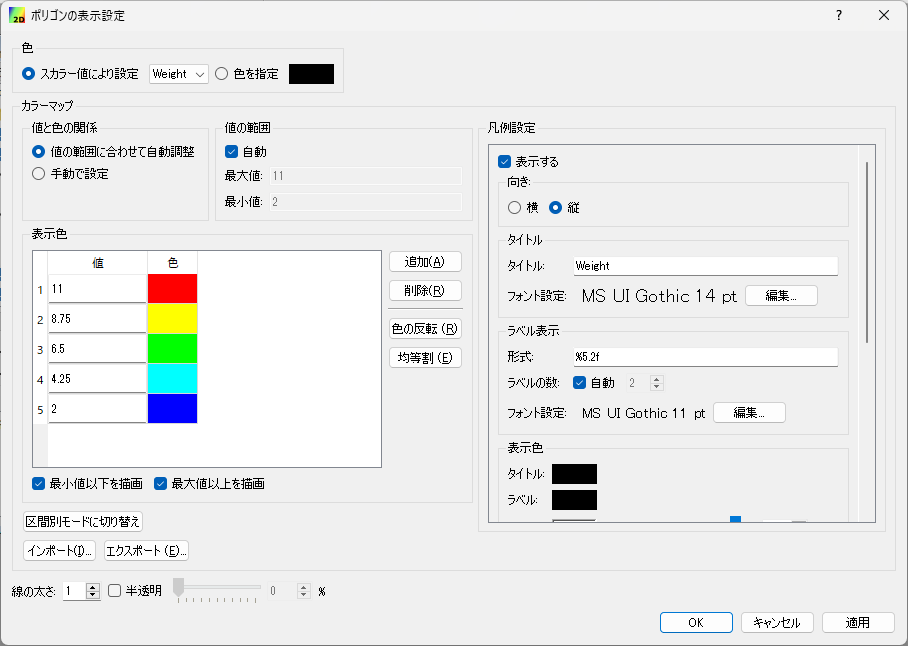 2D ポリゴンの表示設定 ?
色
スカラー値により設定 Weight 色を指定
カラーマップ
値と色の関係
値の範囲に合わせて自動調整
手動で設定
値の範囲
自動
最大値: 11
最小値: 2
表示色
値 色
1 11
2 8.75
3 6.5
4 4.25
5 2
追加(A)
削除(R)
色の反転 (R)
均等割 (E)
最小値以下を描画 最大値以上を描画
区間別モードに切り替え
インポート(I)... エクスポート (E)...
凡例設定
表示する
向き:
横 縦
タイトル
タイトル: Weight
フォント設定: MS UI Gothic 14 pt 編集...
ラベル表示
形式: %5.2f
ラベルの数: 自動 2
フォント設定: MS UI Gothic 11 pt 編集...
表示色
タイトル:
ラベル:
線の太さ: 1 半透明 0 %
OK キャンセル 適用